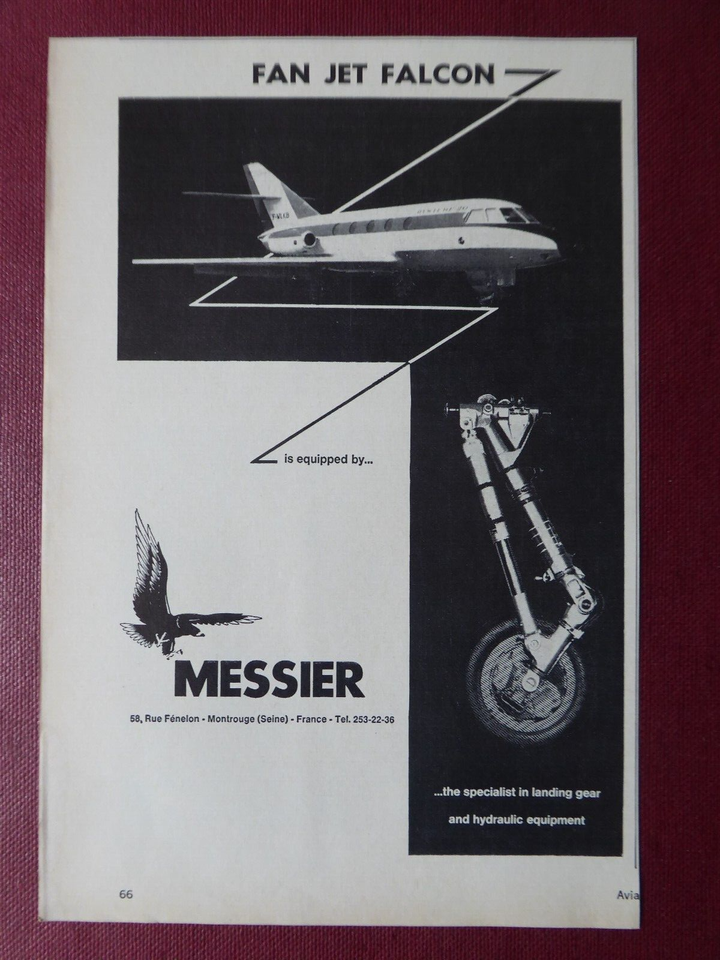 FAN JET FALCON
is equipped by...
MESSIER
58, Rue Fénelon - Montrouge (Seine) - France - Tel. 253-22-36
...the specialist in landing gear
and hydraulic equipment
66
Avia